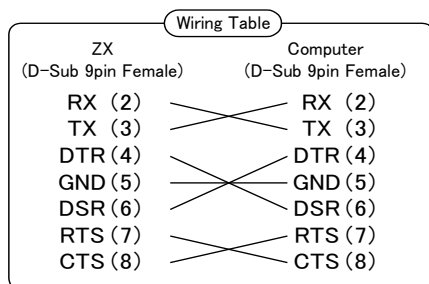 Wiring Table
ZX Computer
(D-Sub 9pin Female) (D-Sub 9pin Female)
RX (2) RX (2)
TX (3) TX (3)
DTR(4) DTR(4)
GND(5) GND(5)
DSR(6) DSR(6)
RTS(7) RTS(7)
CTS(8) CTS(8)